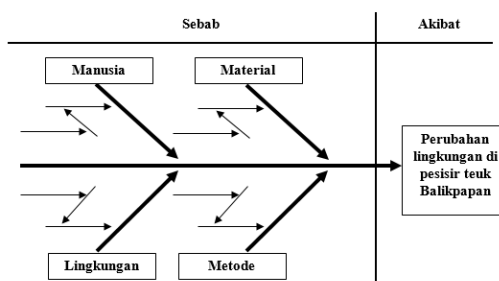 Sebab
Akibat
Manusia
Material
Perubahan
lingkungan di
pesisir teuk
Balikpapan
Lingkungan
Metode